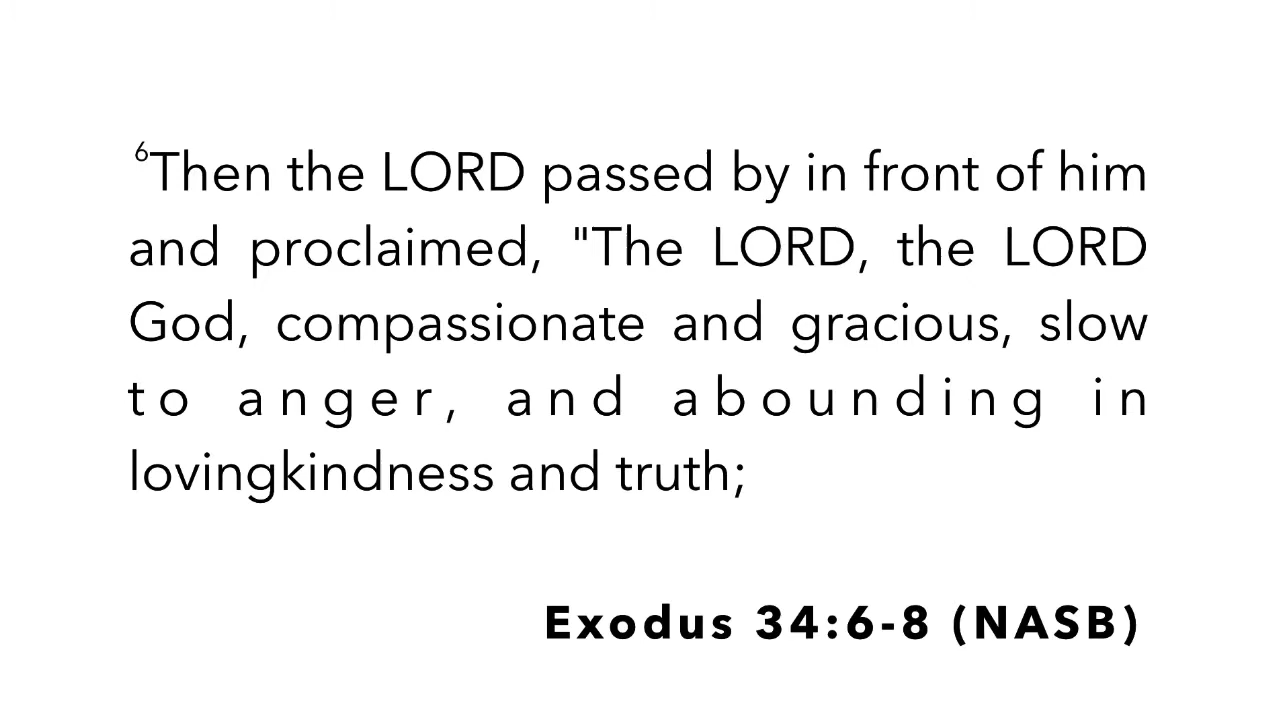 ⁶Then the LORD passed by in front of him
and proclaimed, "The LORD, the LORD
God, compassionate and gracious, slow
to anger, and abounding in
lovingkindness and truth;
Exodus 34:6-8 (NASB)